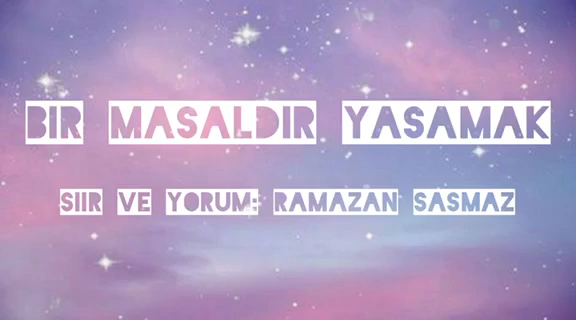 BIR MASALDIR YASAMAK
SIIR VE YORUM: RAMAZAN SASMAZ